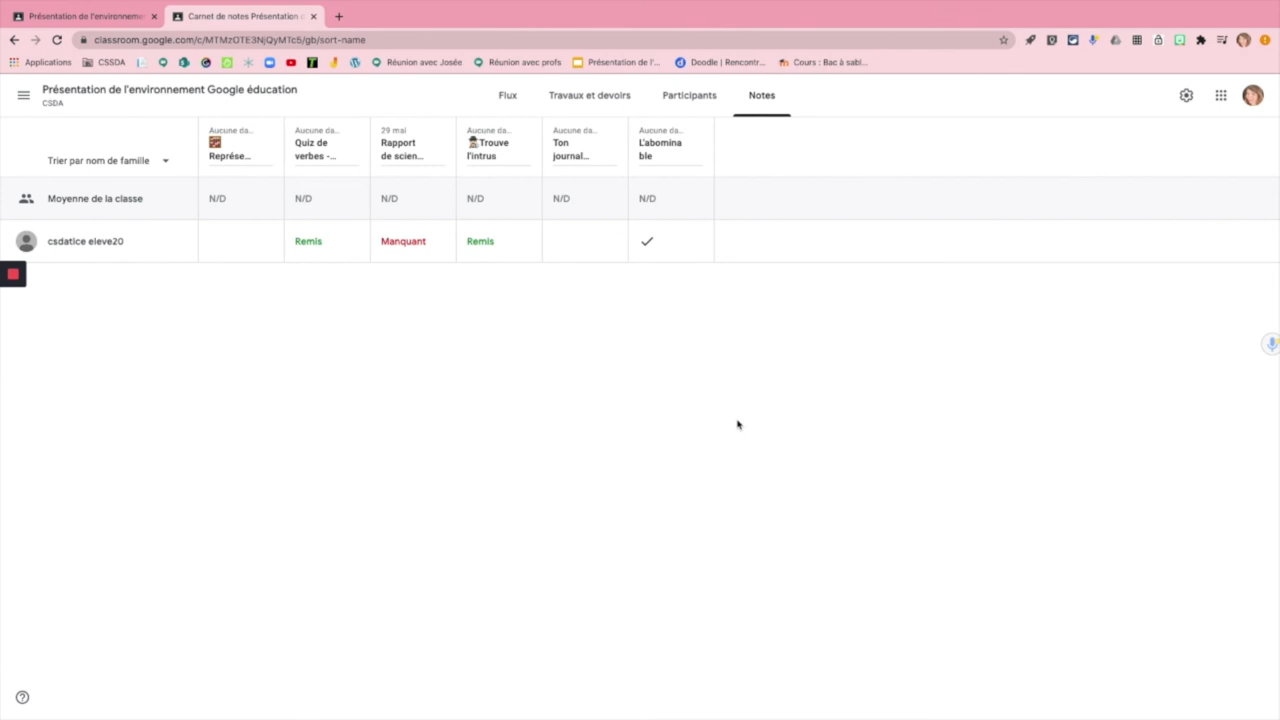 Présentation de l'environneme
Carnet de notes Présentation d
classroom.google.com/c/MTMzOTE3NjQyMTc5/gb/sort-name
Applications
CSSDA
Réunion avec Josée
Réunion avec profs
Présentation de l'...
Doodle | Rencontr...
Cours : Bac à sabl...
Présentation de l'environnement Google éducation
CSDA
Flux
Travaux et devoirs
Participants
Notes
Trier par nom de famille
Aucune da...
Représe...
Aucune da...
Quiz de
verbes -...
29 mai
Rapport
de scien...
Aucune da...
Trouve
l'intrus
Aucune da...
Ton
journal...
Aucune da...
L'abomina
ble
Moyenne de la classe
N/D
N/D
N/D
N/D
N/D
N/D
csdatice eleve20
Remis
Manquant
Remis